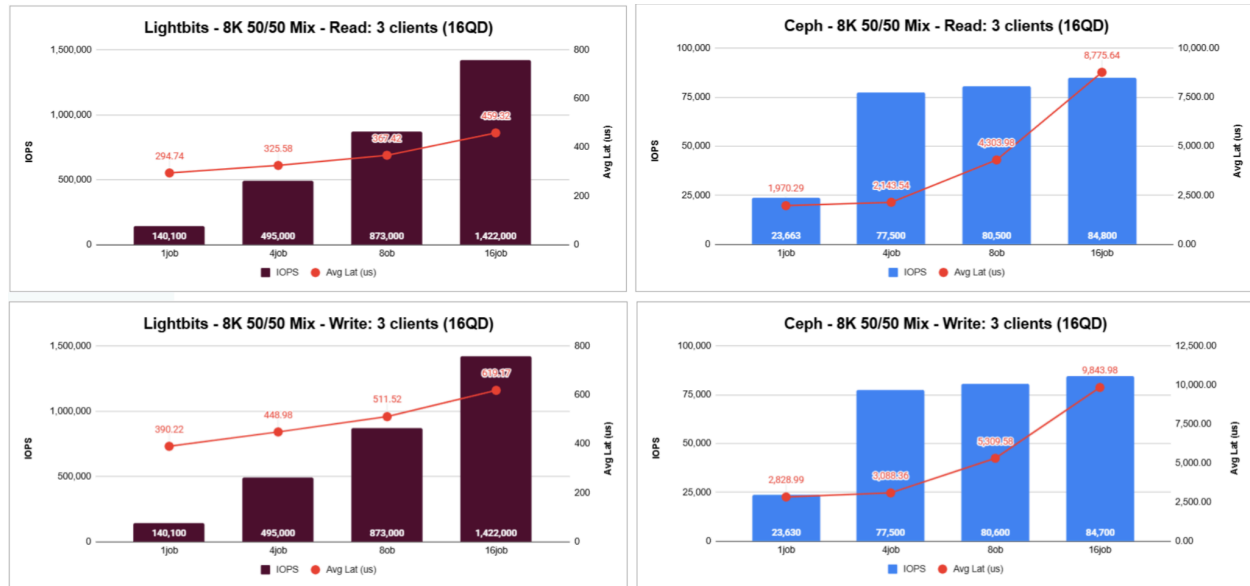 Lightbits - 8K 50/50 Mix - Read: 3 clients (16QD)
1,500,000
1,000,000
500,000
0
IOPS
800
600
400
200
0
Avg Lat (us)
294.74
325.58
367.42
459.32
140,100
495,000
873,000
1,422,000
1job
4job
8ob
16job
IOPS
Avg Lat (us)
Ceph - 8K 50/50 Mix - Read: 3 clients (16QD)
100,000
75,000
50,000
25,000
0
IOPS
10,000.00
7,500.00
5,000.00
2,500.00
0.00
Avg Lat (us)
1,970.29
2,143.54
4,303.98
8,775.64
23,663
77,500
80,500
84,800
1job
4job
8ob
16job
IOPS
Avg Lat (us)
Lightbits - 8K 50/50 Mix - Write: 3 clients (16QD)
1,500,000
1,000,000
500,000
0
IOPS
800
600
400
200
0
Avg Lat (us)
390.22
448.98
511.52
619.17
140,100
495,000
873,000
1,422,000
1job
4job
8ob
16job
IOPS
Avg Lat (us)
Ceph - 8K 50/50 Mix - Write: 3 clients (16QD)
100,000
75,000
50,000
25,000
0
IOPS
12,500.00
10,000.00
7,500.00
5,000.00
2,500.00
0.00
Avg Lat (us)
2,828.99
3,088.36
5,309.58
9,843.98
23,630
77,500
80,600
84,700
1job
4job
8ob
16job
IOPS
Avg Lat (us)